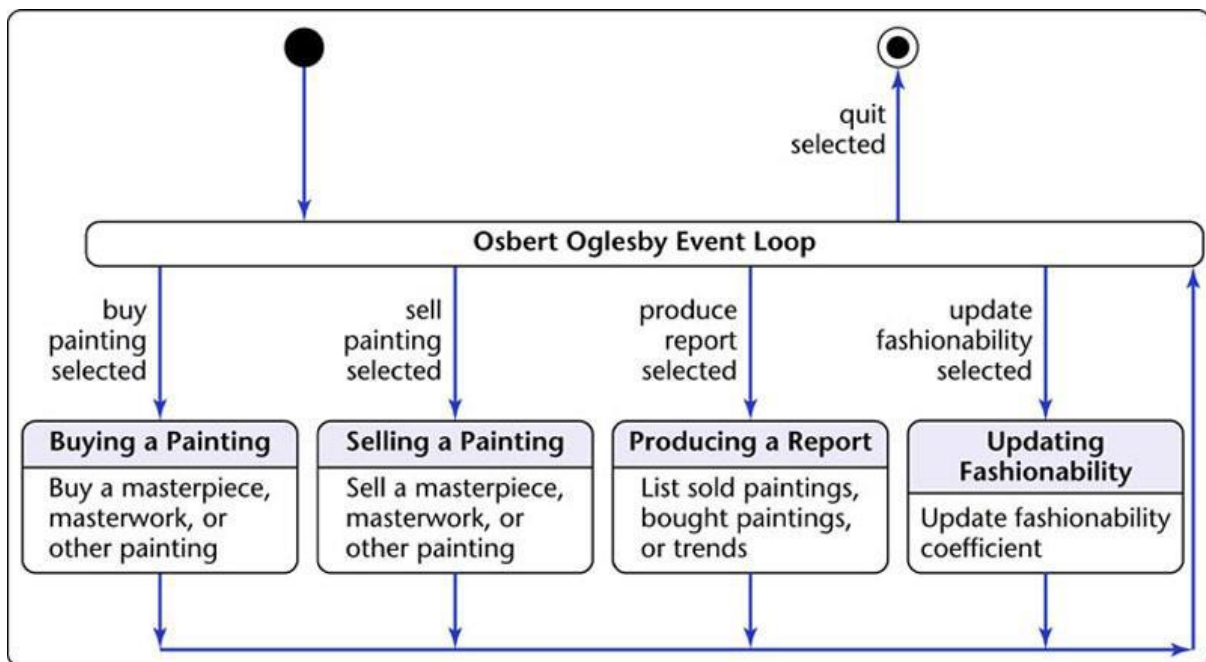 quit
selected
Osbert Oglesby Event Loop
buy
painting
selected
sell
painting
selected
produce
report
selected
update
fashionability
selected
Buying a Painting
Buy a masterpiece,
masterwork, or
other painting
Selling a Painting
Sell a masterpiece,
masterwork, or
other painting
Producing a Report
List sold paintings,
bought paintings,
or trends
Updating
Fashionability
Update fashionability
coefficient